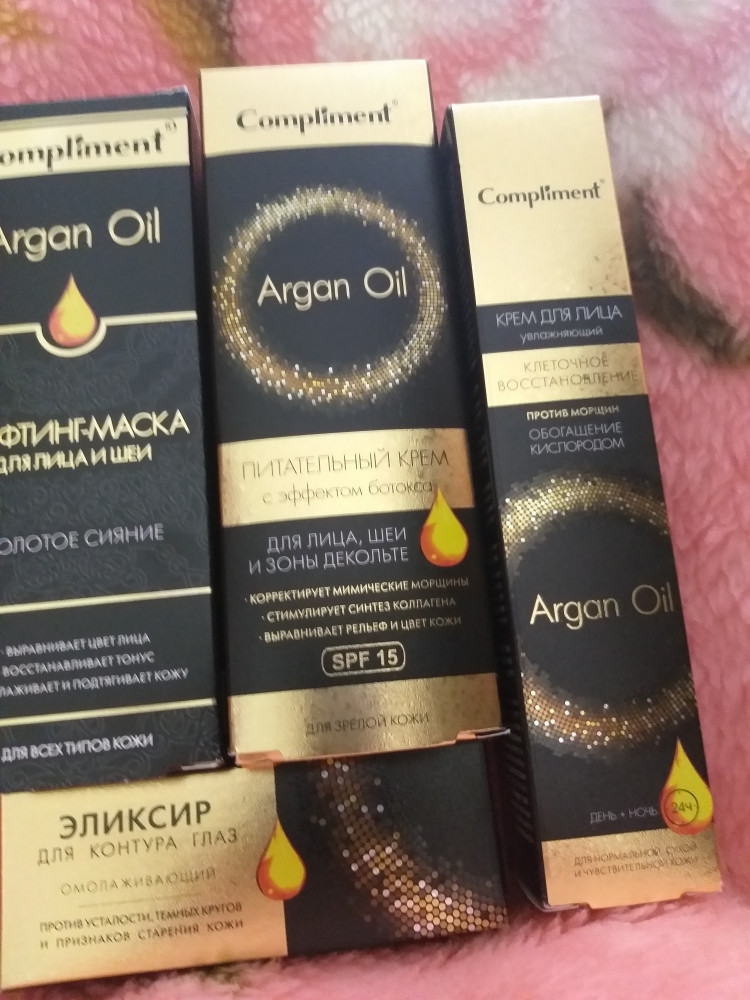 ompliment
Argan Oil
ФТИНГ-МАСКА
ДЛЯ ЛИЦА И ШЕИ
ОЛОТОЕ СИЯНИЕ
ВЫРАВНИВАЕТ ЦВЕТ ЛИЦА
ВОССТАНАВЛИВАЕТ ТОНУС
ЛАЖИВАЕТ И ПОДТЯГИВАЕТ КОЖУ
ДЛЯ ВСЕХ ТИПОВ КОЖИ
Compliment®
Argan Oil
ПИТАТЕЛЬНЫЙ КРЕМ
с эффектом ботокса
ДЛЯ ЛИЦА, ШЕИ
И ЗОНЫ ДЕКОЛЬТЕ
· КОРРЕКТИРУЕТ МИМИЧЕСКИЕ МОРЩИНЫ
· СТИМУЛИРУЕТ СИНТЕЗ КОЛЛАГЕНА
· ВЫРАВНИВАЕТ РЕЛЬЕФ И ЦВЕТ КОЖИ
SPF 15
ДЛЯ ЗРЕЛОЙ КОЖИ
Compliment®
КРЕМ ДЛЯ ЛИЦА
увлажняющий
КЛЕТОЧНОЕ
ВОССТАНОВЛЕНИЕ
ПРОТИВ МОРЩИН
ОБОГАЩЕНИЕ
КИСЛОРОДОМ
Argan Oil
ДЕНЬ + НОЧЬ 24Ч
ДЛЯ НОРМАЛЬНОЙ, СУХОЙ
И ЧУВСТВИТЕЛЬНОЙ КОЖИ
ЭЛИКСИР
ДЛЯ КОНТУРА ГЛАЗ
ОМОЛАЖИВАЮЩИЙ
ПРОТИВ УСТАЛОСТИ, ТЕМНЫХ КРУГОВ
И ПРИЗНАКОВ СТАРЕНИЯ КОЖИ